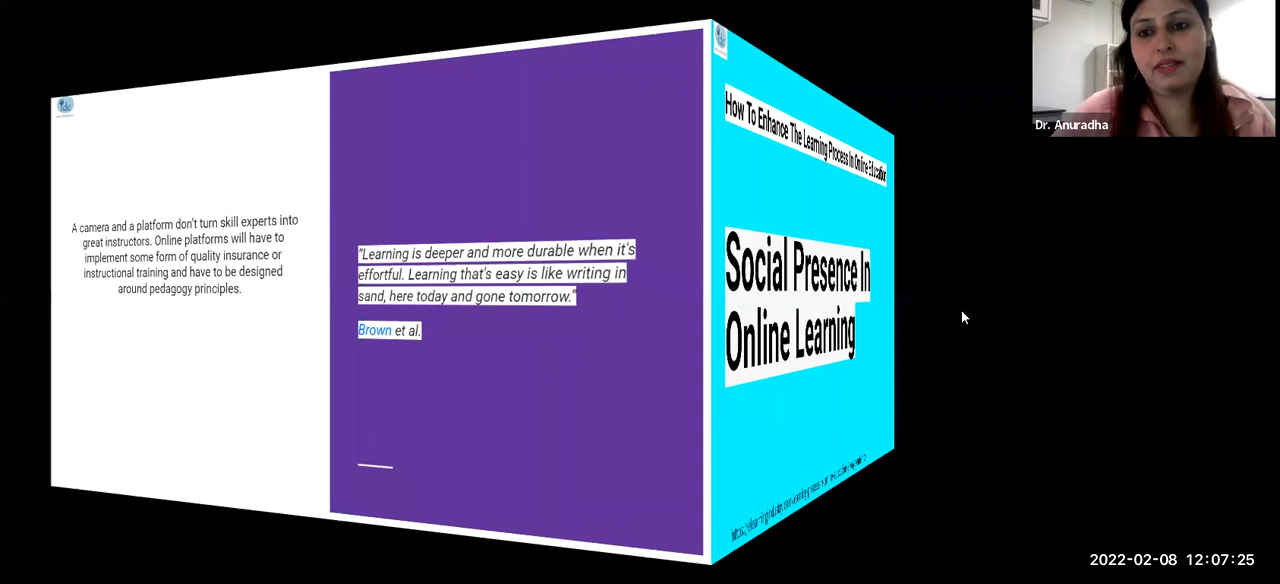 A camera and a platform don't turn skill experts into
great instructors. Online platforms will have to
implement some form of quality insurance or
instructional training and have to be designed
around pedagogy principles.
"Learning is deeper and more durable when it's
effortful. Learning that's easy is like writing in
sand, here today and gone tomorrow."
Brown et al.
How To Enhance The Learning Process In Online Education
Social Presence In
Online Learning
Dr. Anuradha
2022-02-08 12:07:25